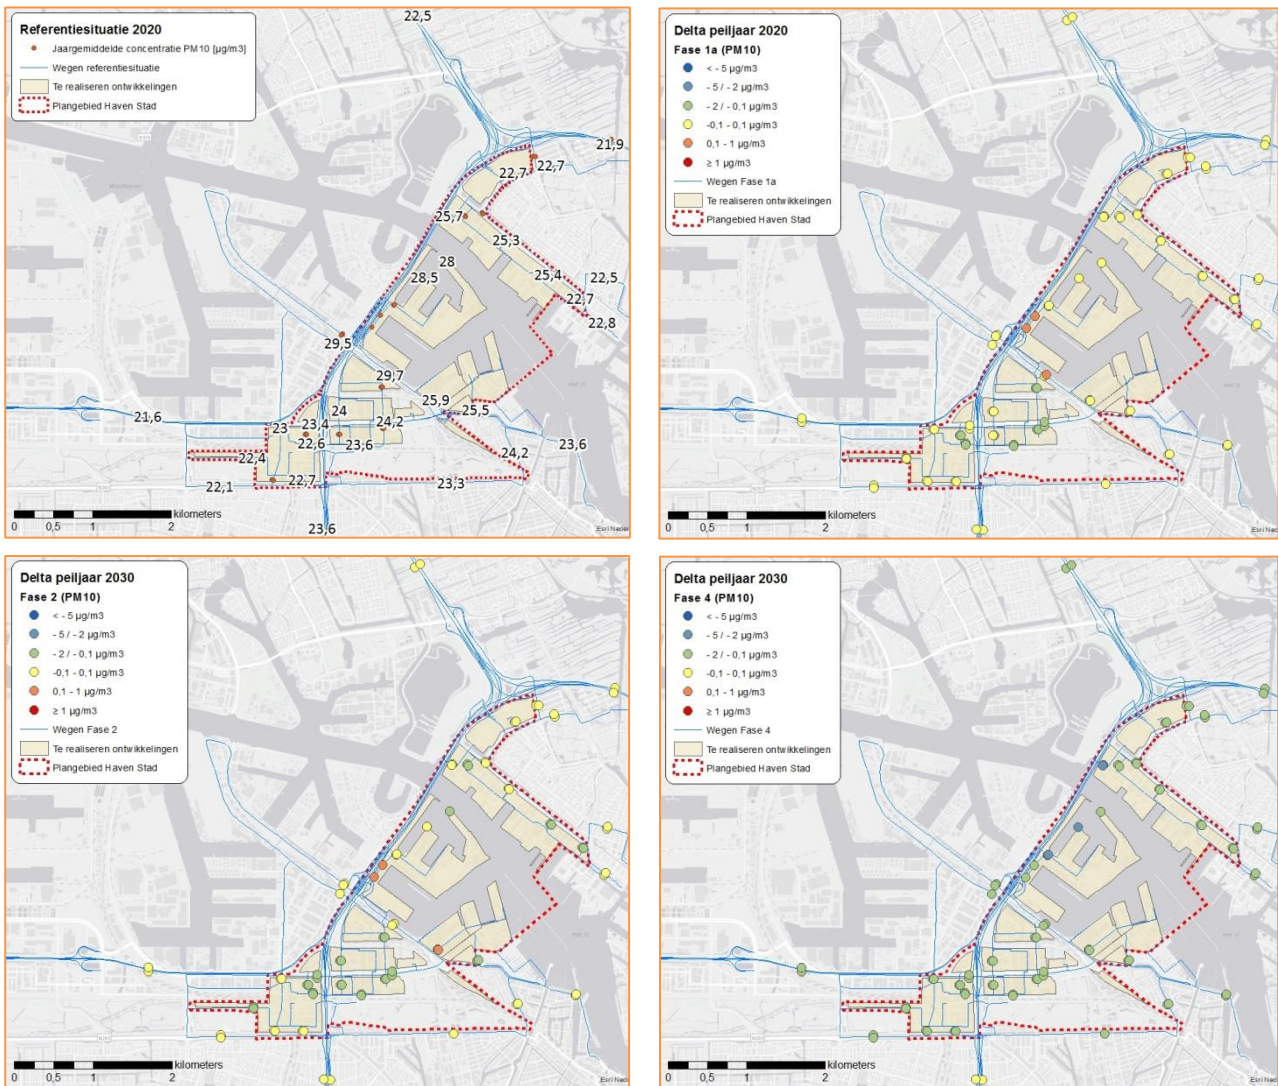 Referentiesituatie 2020
Jaargemiddelde concentratie PM10 [µg/m3]
Wegen referentiesituatie
Te realiseren ontwikkelingen
Plangebied Haven Stad
22,5
21,9
22,7
22,7
25,7
25,3
28
28,5
25,4
22,5
22,7
22,8
29,5
29,7
21,6
24
25,9
25,5
23
23,4
24,2
22,6
23,6
23,6
24,2
22,4
22,1
22,7
23,3
23,6
kilometers
0 0,5 1 2
Esri Neder
Delta peiljaar 2020
Fase 1a (PM10)
< - 5 µg/m3
- 5 / - 2 µg/m3
- 2 / - 0,1 µg/m3
-0,1 - 0,1 µg/m3
0,1 - 1 µg/m3
≥ 1 µg/m3
Wegen Fase 1a
Te realiseren ontwikkelingen
Plangebied Haven Stad
kilometers
0 0,5 1 2
Esri Neder
Delta peiljaar 2030
Fase 2 (PM10)
< - 5 µg/m3
- 5 / - 2 µg/m3
- 2 / - 0,1 µg/m3
-0,1 - 0,1 µg/m3
0,1 - 1 µg/m3
≥ 1 µg/m3
Wegen Fase 2
Te realiseren ontwikkelingen
Plangebied Haven Stad
kilometers
0 0,5 1 2
Esri Neder
Delta peiljaar 2030
Fase 4 (PM10)
< - 5 µg/m3
- 5 / - 2 µg/m3
- 2 / - 0,1 µg/m3
-0,1 - 0,1 µg/m3
0,1 - 1 µg/m3
≥ 1 µg/m3
Wegen Fase 4
Te realiseren ontwikkelingen
Plangebied Haven Stad
kilometers
0 0,5 1 2
Esri Neder